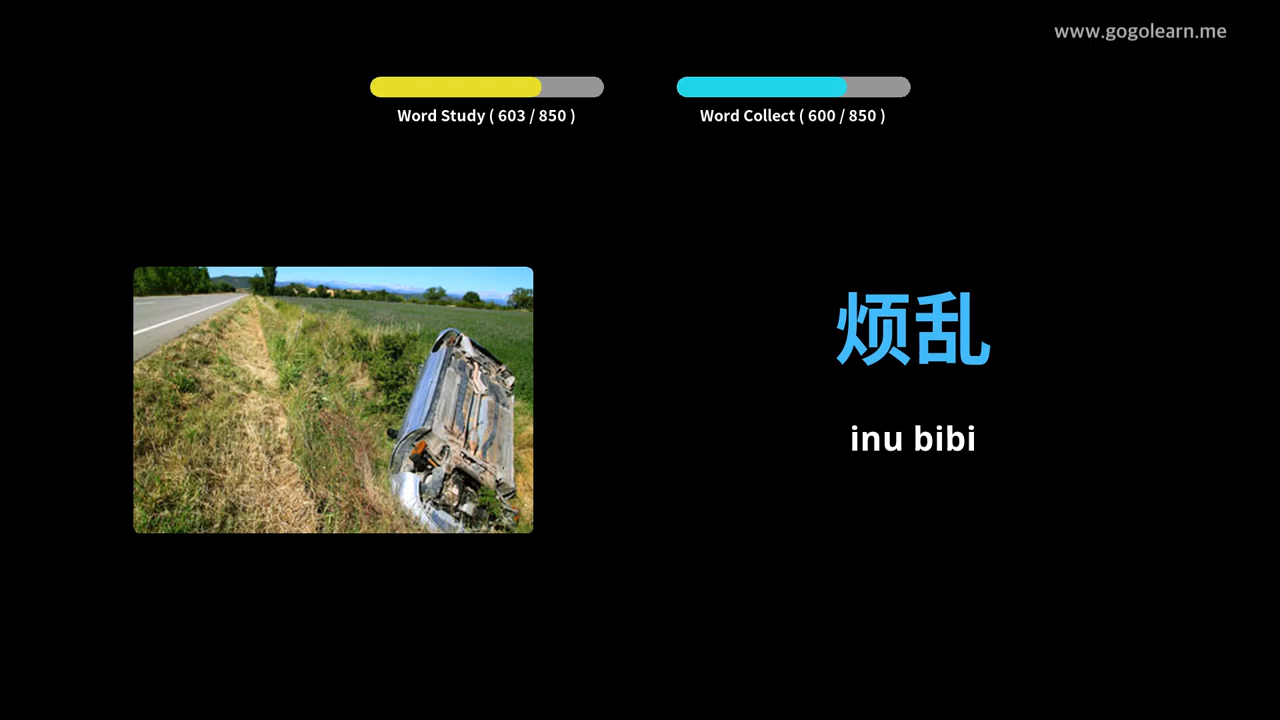 www.gogolearn.me
Word Study ( 603 / 850 )
Word Collect ( 600 / 850 )
烦乱
inu bibi